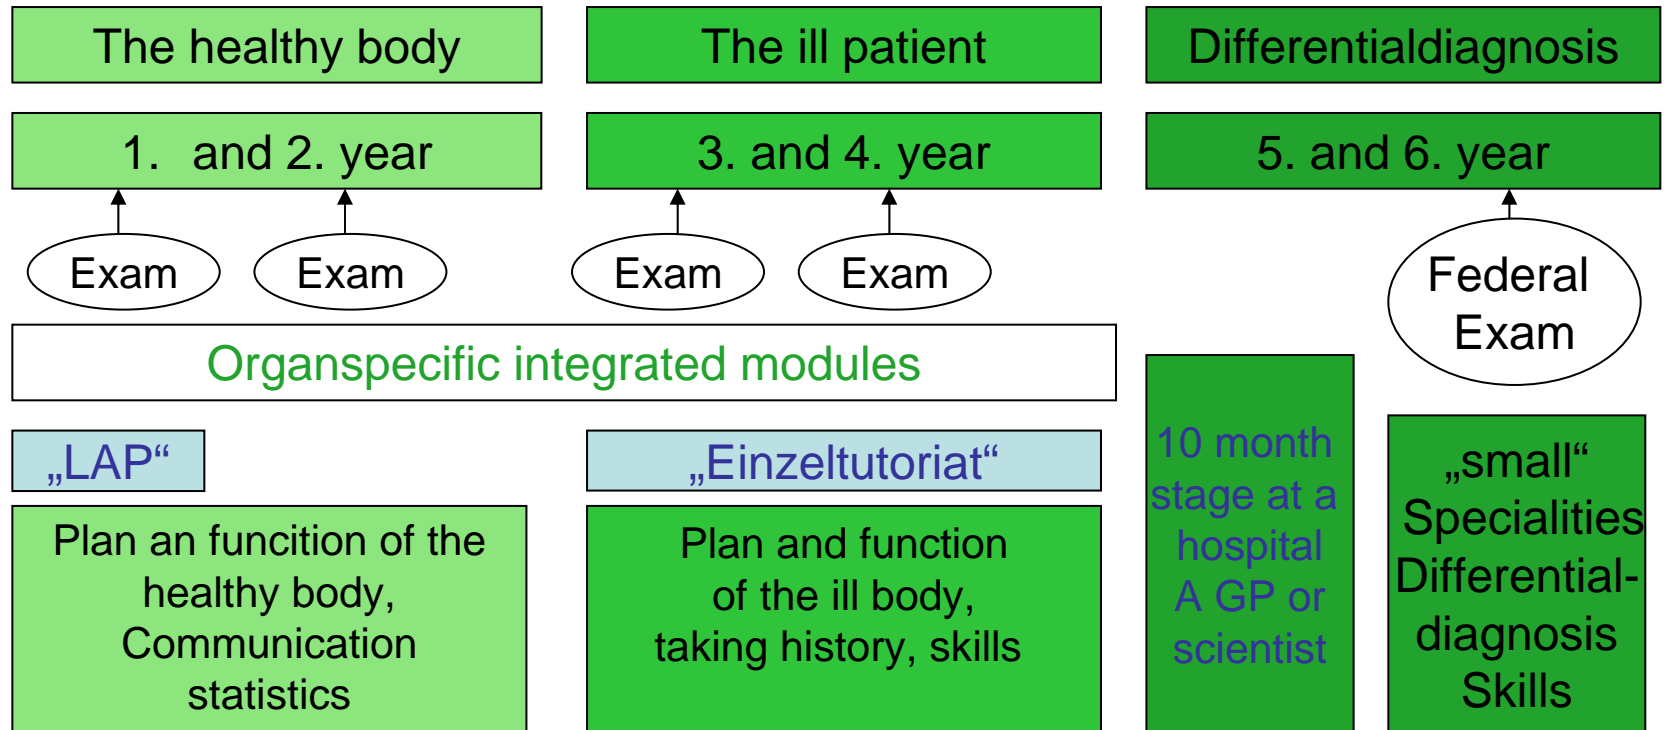 The healthy body
The ill patient
Differentialdiagnosis
1. and 2. year
3. and 4. year
5. and 6. year
Exam
Exam
Exam
Exam
Federal
Exam
Organspecific integrated modules
„LAP“
„Einzeltutoriat“
Plan an funcition of the
healthy body,
Communication
statistics
Plan and function
of the ill body,
taking history, skills
10 month
stage at a
hospital
A GP or
scientist
„small“
Specialities
Differential-
diagnosis
Skills